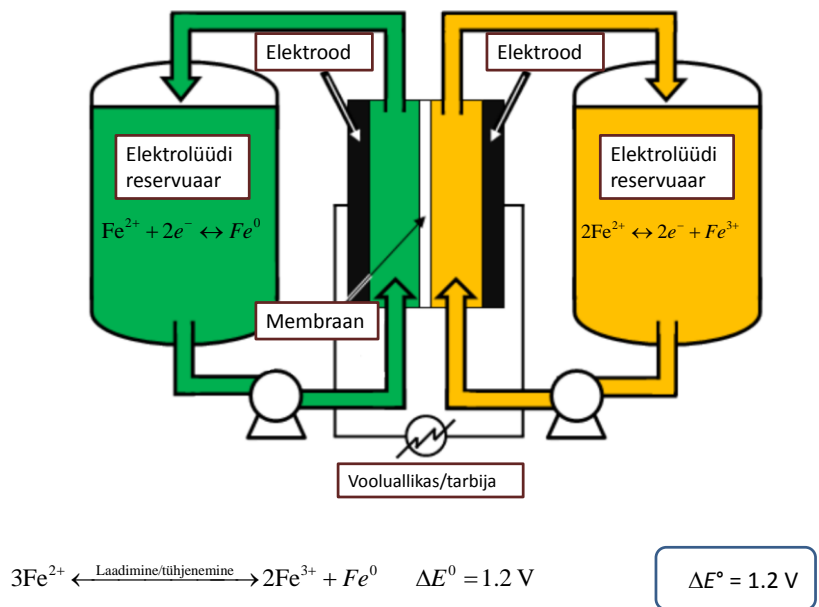 Elektrood
Elektrood
Elektrolüüdi
reservuaar
Fe²⁺ + 2e⁻ ↔ Fe⁰
Elektrolüüdi
reservuaar
2Fe²⁺ ↔ 2e⁻ + Fe³⁺
Membraan
Vooluallikas/tarbija
3Fe²⁺ ←Laadimine/tühjenemine→ 2Fe³⁺ + Fe⁰ ΔE⁰ = 1.2 V
ΔE° = 1.2 V